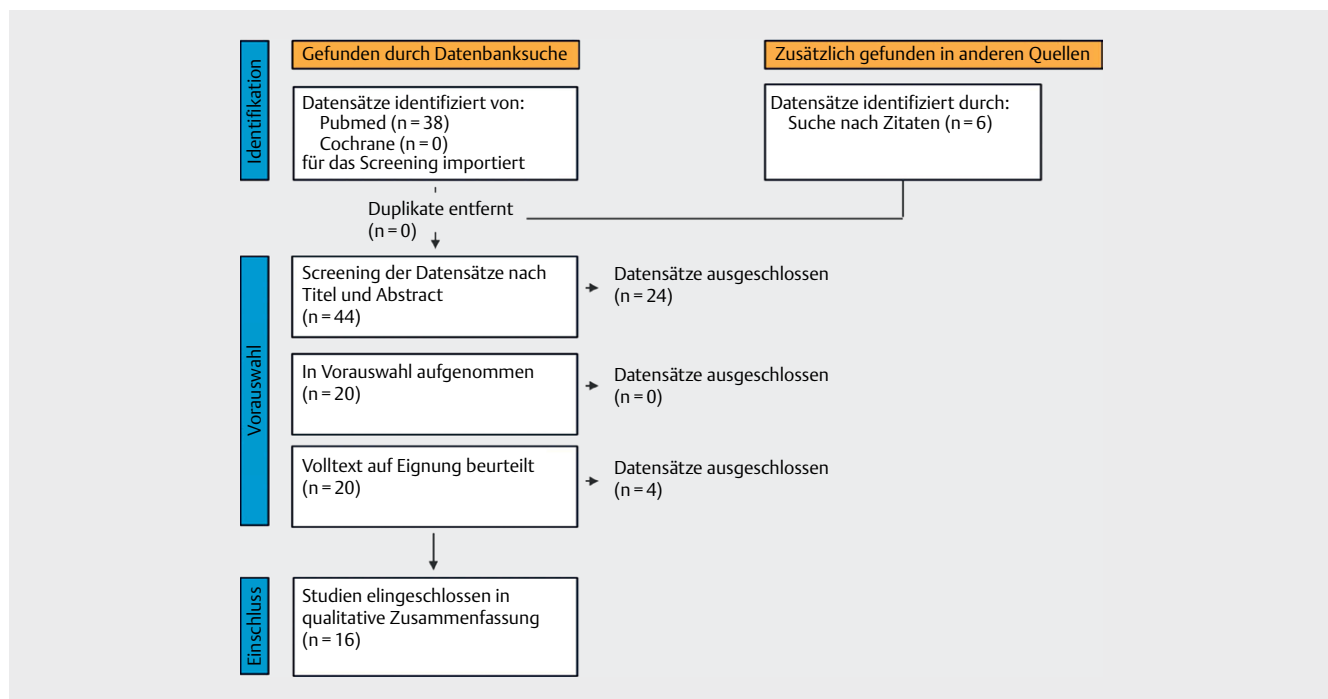 Identifikation
Gefunden durch Datenbanksuche
Datensätze identifiziert von:
Pubmed (n = 38)
Cochrane (n = 0)
für das Screening importiert
Zusätzlich gefunden in anderen Quellen
Datensätze identifiziert durch:
Suche nach Zitaten (n = 6)
Duplikate entfernt
(n = 0)
Vorauswahl
Screening der Datensätze nach
Titel und Abstract
(n = 44)
Datensätze ausgeschlossen
(n = 24)
In Vorauswahl aufgenommen
(n = 20)
Datensätze ausgeschlossen
(n = 0)
Volltext auf Eignung beurteilt
(n = 20)
Datensätze ausgeschlossen
(n = 4)
Einschluss
Studien elingeschlossen in
qualitative Zusammenfassung
(n = 16)